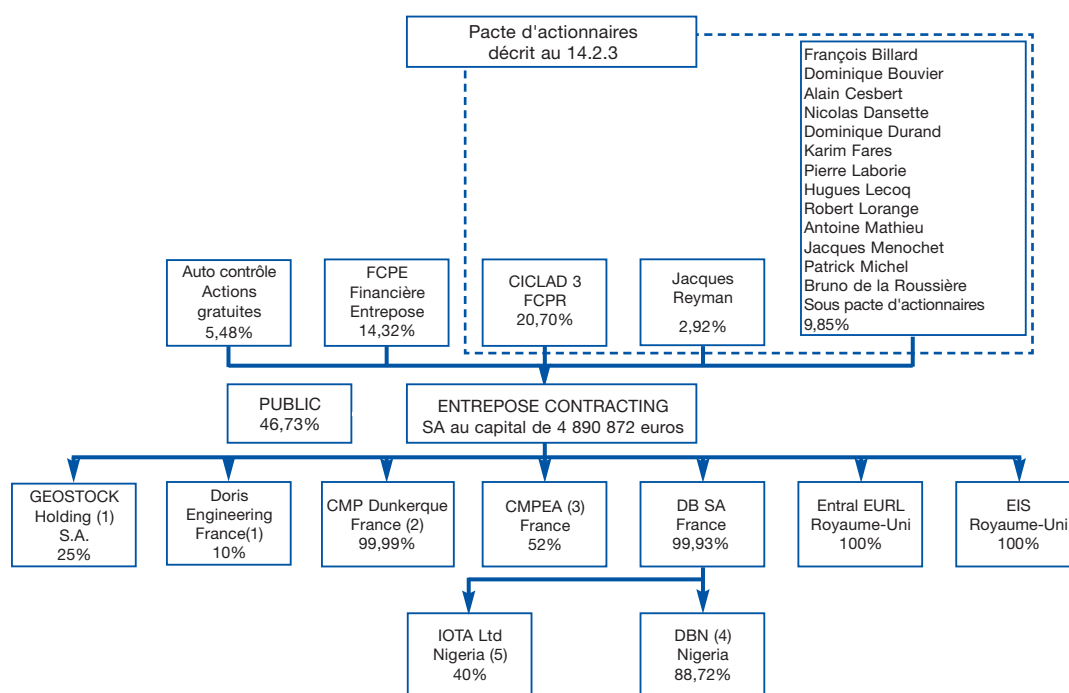 Pacte d'actionnaires
décrit au 14.2.3
François Billard
Dominique Bouvier
Alain Cesbert
Nicolas Dansette
Dominique Durand
Karim Fares
Pierre Laborie
Hugues Lecoq
Robert Lorange
Antoine Mathieu
Jacques Menochet
Patrick Michel
Bruno de la Roussière
Sous pacte d'actionnaires
9,85%
Auto contrôle
Actions
gratuites
5,48%
FCPE
Financière
Entrepose
14,32%
CICLAD 3
FCPR
20,70%
Jacques
Reyman
2,92%
PUBLIC
46,73%
ENTREPOSE CONTRACTING
SA au capital de 4 890 872 euros
GEOSTOCK
Holding (1)
S.A.
25%
Doris
Engineering
France(1)
10%
CMP Dunkerque
France (2)
99,99%
CMPEA (3)
France
52%
DB SA
France
99,93%
Entral EURL
Royaume-Uni
100%
EIS
Royaume-Uni
100%
IOTA Ltd
Nigeria (5)
40%
DBN (4)
Nigeria
88,72%